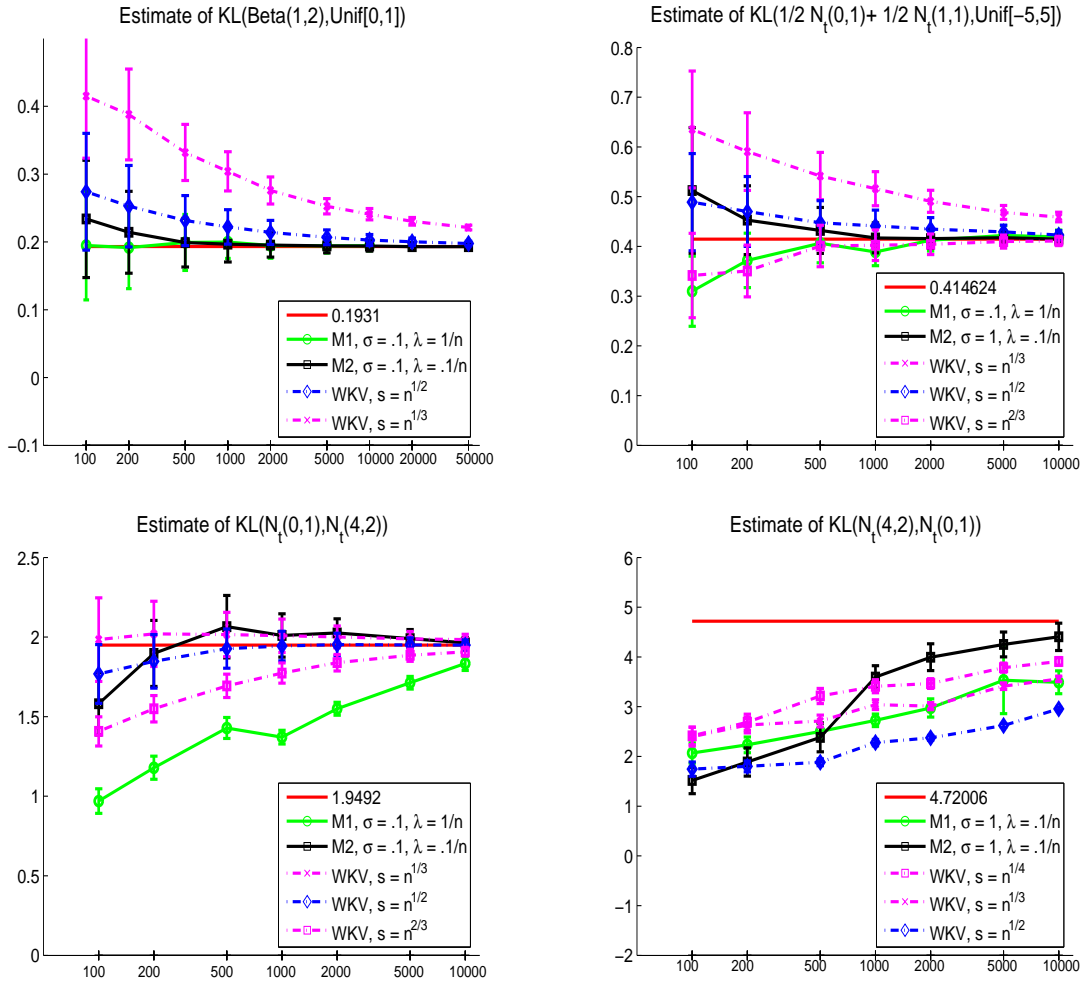 Estimate of KL(Beta(1,2),Unif[0,1])
0.4
0.3
0.2
0.1
0
−0.1
100 200 500 1000 2000 5000 10000 20000 50000
0.1931
M1, σ = .1, λ = 1/n
M2, σ = .1, λ = .1/n
WKV, s = n^{1/2}
WKV, s = n^{1/3}
Estimate of KL(1/2 N_t(0,1)+ 1/2 N_t(1,1),Unif[−5,5])
0.8
0.7
0.6
0.5
0.4
0.3
0.2
0.1
0
100 200 500 1000 2000 5000 10000
0.414624
M1, σ = .1, λ = 1/n
M2, σ = 1, λ = .1/n
WKV, s = n^{1/3}
WKV, s = n^{1/2}
WKV, s = n^{2/3}
Estimate of KL(N_t(0,1),N_t(4,2))
2.5
2
1.5
1
0.5
0
100 200 500 1000 2000 5000 10000
1.9492
M1, σ = .1, λ = 1/n
M2, σ = .1, λ = .1/n
WKV, s = n^{1/3}
WKV, s = n^{1/2}
WKV, s = n^{2/3}
Estimate of KL(N_t(4,2),N_t(0,1))
6
5
4
3
2
1
0
−1
−2
100 200 500 1000 2000 5000 10000
4.72006
M1, σ = 1, λ = .1/n
M2, σ = 1, λ = .1/n
WKV, s = n^{1/4}
WKV, s = n^{1/3}
WKV, s = n^{1/2}